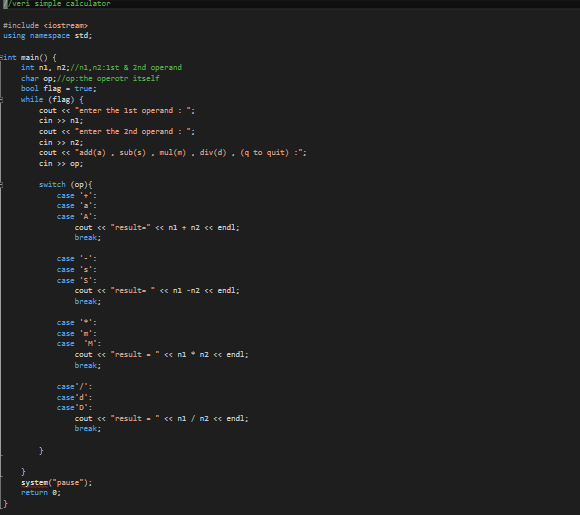 //veri simple calculator
#include <iostream>
using namespace std;
int main() {
int n1, n2;//n1,n2:1st & 2nd operand
char op;//op:the operotr itself
bool flag = true;
while (flag) {
cout << "enter the 1st operand : ";
cin >> n1;
cout << "enter the 2nd operand : ";
cin >> n2;
cout << "add(a) , sub(s) , mul(m) , div(d) , (q to quit) :";
cin >> op;
switch (op){
case '+':
case 'a':
case 'A':
cout << "result=" << n1 + n2 << endl;
break;
case '-':
case 's':
case 'S':
cout << "result= " << n1 -n2 << endl;
break;
case '*':
case 'm':
case  'M':
cout << "result = " << n1 * n2 << endl;
break;
case'/':
case'd':
case'D':
cout << "result = " << n1 / n2 << endl;
break;
}
}
system("pause");
return 0;
}